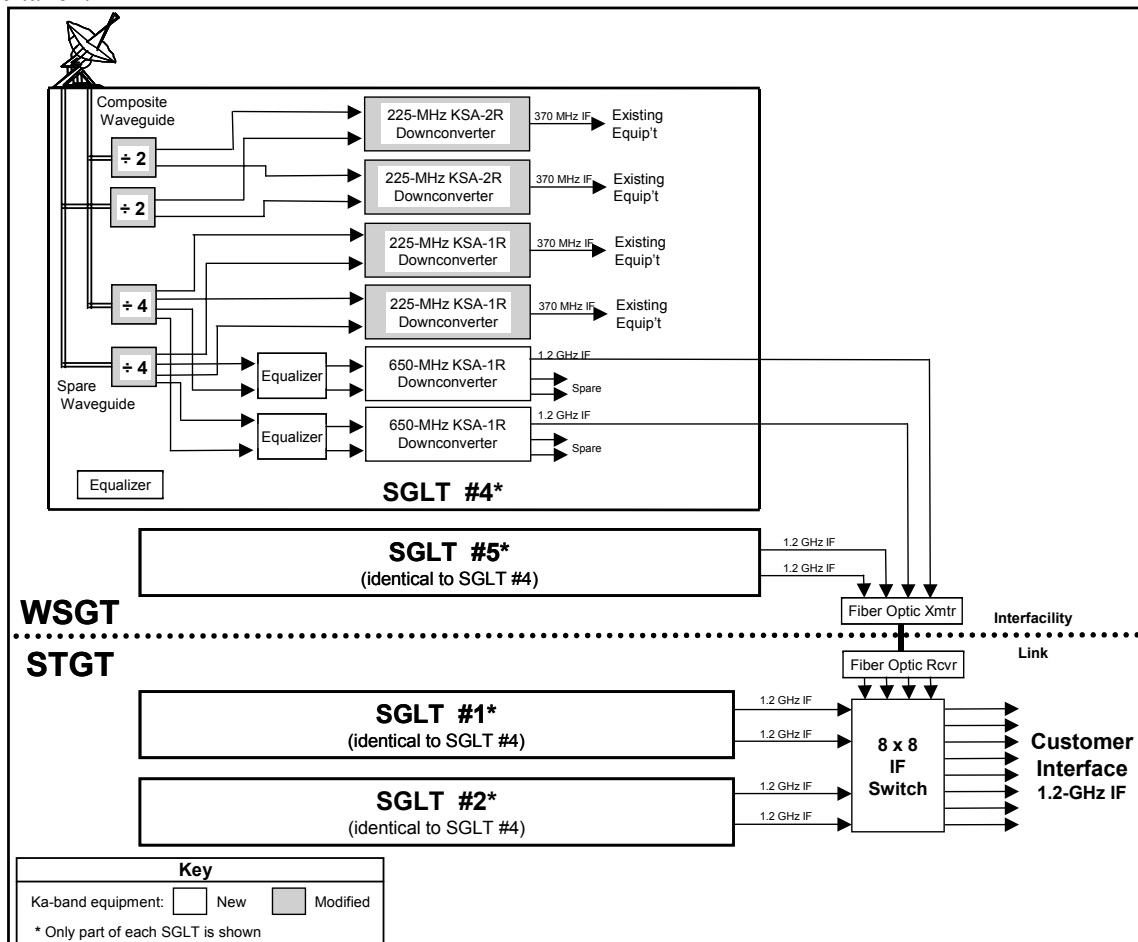 Composite
Waveguide
÷ 2
÷ 2
÷ 4
÷ 4
Spare
Waveguide
225-MHz KSA-2R
Downconverter
370 MHz IF
Existing
Equip't
225-MHz KSA-2R
Downconverter
370 MHz IF
Existing
Equip't
225-MHz KSA-1R
Downconverter
370 MHz IF
Existing
Equip't
225-MHz KSA-1R
Downconverter
370 MHz IF
Existing
Equip't
Equalizer
650-MHz KSA-1R
Downconverter
1.2 GHz IF
Spare
Equalizer
650-MHz KSA-1R
Downconverter
1.2 GHz IF
Spare
Equalizer
SGLT #4*
SGLT #5*
(identical to SGLT #4)
1.2 GHz IF
1.2 GHz IF
WSGT
Fiber Optic Xmtr
Interfacility
Link
STGT
Fiber Optic Rcvr
SGLT #1*
(identical to SGLT #4)
1.2 GHz IF
1.2 GHz IF
SGLT #2*
(identical to SGLT #4)
1.2 GHz IF
1.2 GHz IF
8 x 8
IF
Switch
Customer
Interface
1.2-GHz IF
Key
Ka-band equipment: New Modified
* Only part of each SGLT is shown